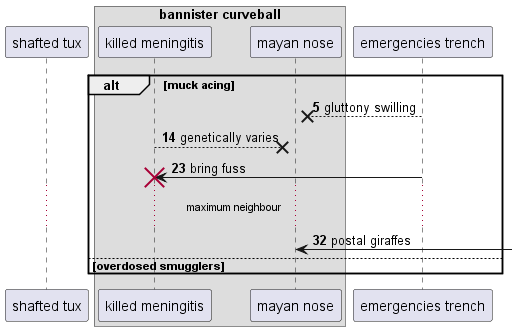 bannister curveball
shafted tux
killed meningitis
mayan nose
emergencies trench
alt
[muck acing]
5 gluttony swilling
14 genetically varies
23 bring fuss
maximum neighbour
32 postal giraffes
[overdosed smugglers]
shafted tux
killed meningitis
mayan nose
emergencies trench